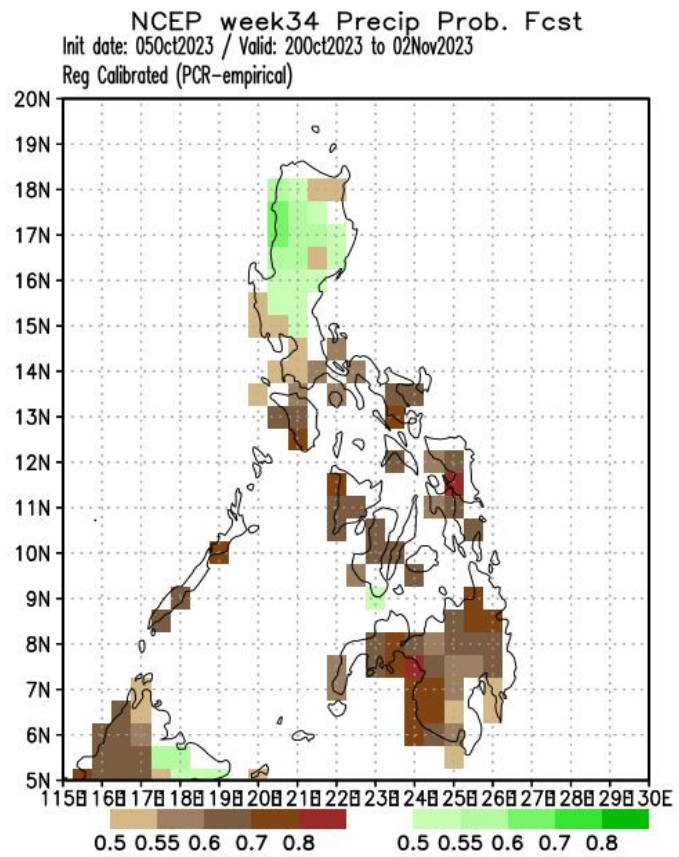 NCEP week34 Precip Prob. Fcst
Init date: 05Oct2023 / Valid: 20Oct2023 to 02Nov2023
Reg Calibrated (PCR-empirical)
20N
19N
18N
17N
16N
15N
14N
13N
12N
11N
10N
9N
8N
7N
6N
5N
130E
0.5 0.55 0.6 0.7 0.8 0.5 0.55 0.6 0.7 0.8